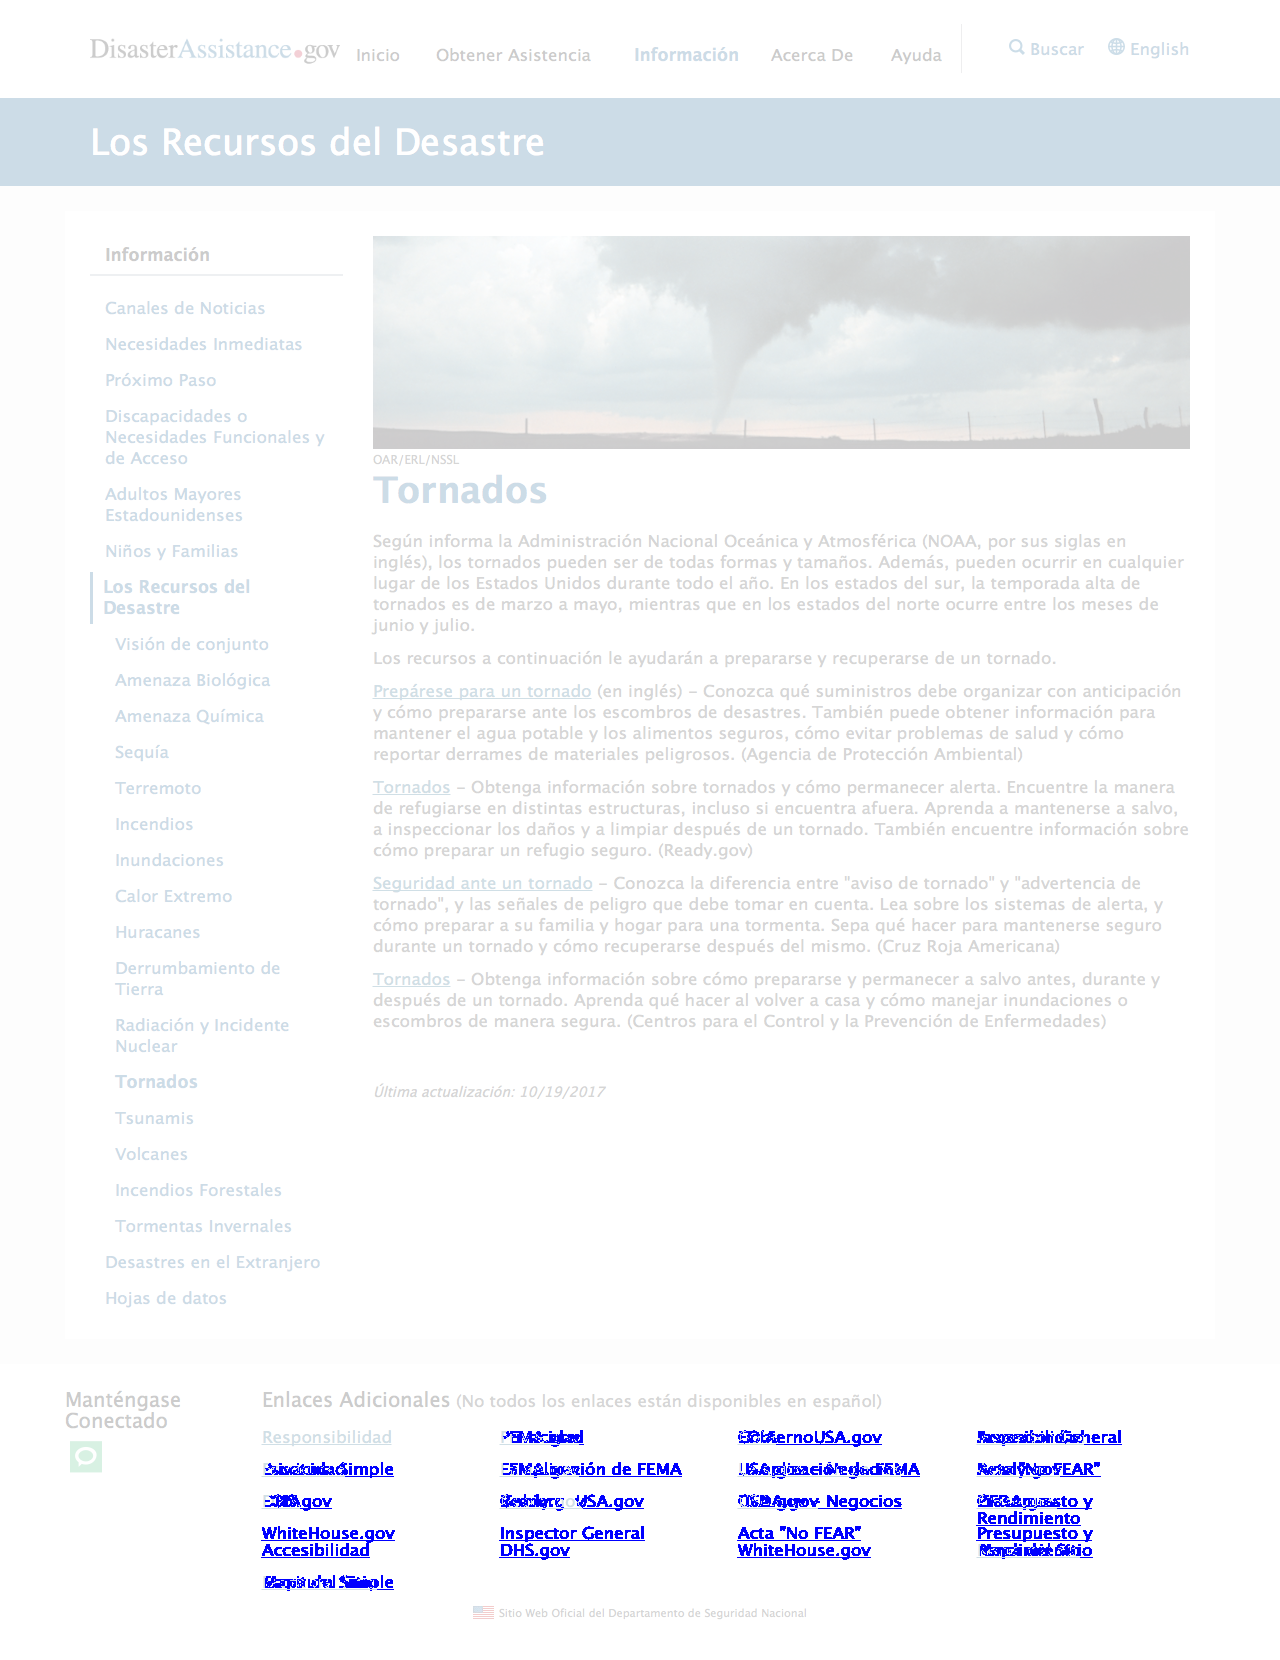 DisasterAssistance.gov
Inicio
Obtener Asistencia
Información
Acerca De
Ayuda
Buscar
English
Los Recursos del Desastre
Información
Canales de Noticias
Necesidades Inmediatas
Próximo Paso
Discapacidades o
Necesidades Funcionales y
de Acceso
Adultos Mayores
Estadounidenses
Niños y Familias
Los Recursos del
Desastre
Visión de conjunto
Amenaza Biológica
Amenaza Química
Sequía
Terremoto
Incendios
Inundaciones
Calor Extremo
Huracanes
Derrumbamiento de
Tierra
Radiación y Incidente
Nuclear
Tornados
Tsunamis
Volcanes
Incendios Forestales
Tormentas Invernales
Desastres en el Extranjero
Hojas de datos
OAR/ERL/NSSL
Tornados
Según informa la Administración Nacional Oceánica y Atmosférica (NOAA, por sus siglas en
inglés), los tornados pueden ser de todas formas y tamaños. Además, pueden ocurrir en cualquier
lugar de los Estados Unidos durante todo el año. En los estados del sur, la temporada alta de
tornados es de marzo a mayo, mientras que en los estados del norte ocurre entre los meses de
junio y julio.
Los recursos a continuación le ayudarán a prepararse y recuperarse de un tornado.
Prepárese para un tornado (en inglés) – Conozca qué suministros debe organizar con anticipación
y cómo prepararse ante los escombros de desastres. También puede obtener información para
mantener el agua potable y los alimentos seguros, cómo evitar problemas de salud y cómo
reportar derrames de materiales peligrosos. (Agencia de Protección Ambiental)
Tornados – Obtenga información sobre tornados y cómo permanecer alerta. Encuentre la manera
de refugiarse en distintas estructuras, incluso si encuentra afuera. Aprenda a mantenerse a salvo,
a inspeccionar los daños y a limpiar después de un tornado. También encuentre información sobre
cómo preparar un refugio seguro. (Ready.gov)
Seguridad ante un tornado – Conozca la diferencia entre "aviso de tornado" y "advertencia de
tornado", y las señales de peligro que debe tomar en cuenta. Lea sobre los sistemas de alerta, y
cómo preparar a su familia y hogar para una tormenta. Sepa qué hacer para mantenerse seguro
durante un tornado y cómo recuperarse después del mismo. (Cruz Roja Americana)
Tornados – Obtenga información sobre cómo prepararse y permanecer a salvo antes, durante y
después de un tornado. Aprenda qué hacer al volver a casa y cómo manejar inundaciones o
escombros de manera segura. (Centros para el Control y la Prevención de Enfermedades)
Última actualización: 10/19/2017
Manténgase
Conectado
Enlaces Adicionales (No todos los enlaces están disponibles en español)
Responsibilidad
de FEMA
Negocios
Rendimiento
WhiteHouse.gov
Inspector General
Acta "No FEAR"
Presupuesto y
Accesibilidad
DHS.gov
WhiteHouse.gov
Sitio Web Oficial del Departamento de Seguridad Nacional